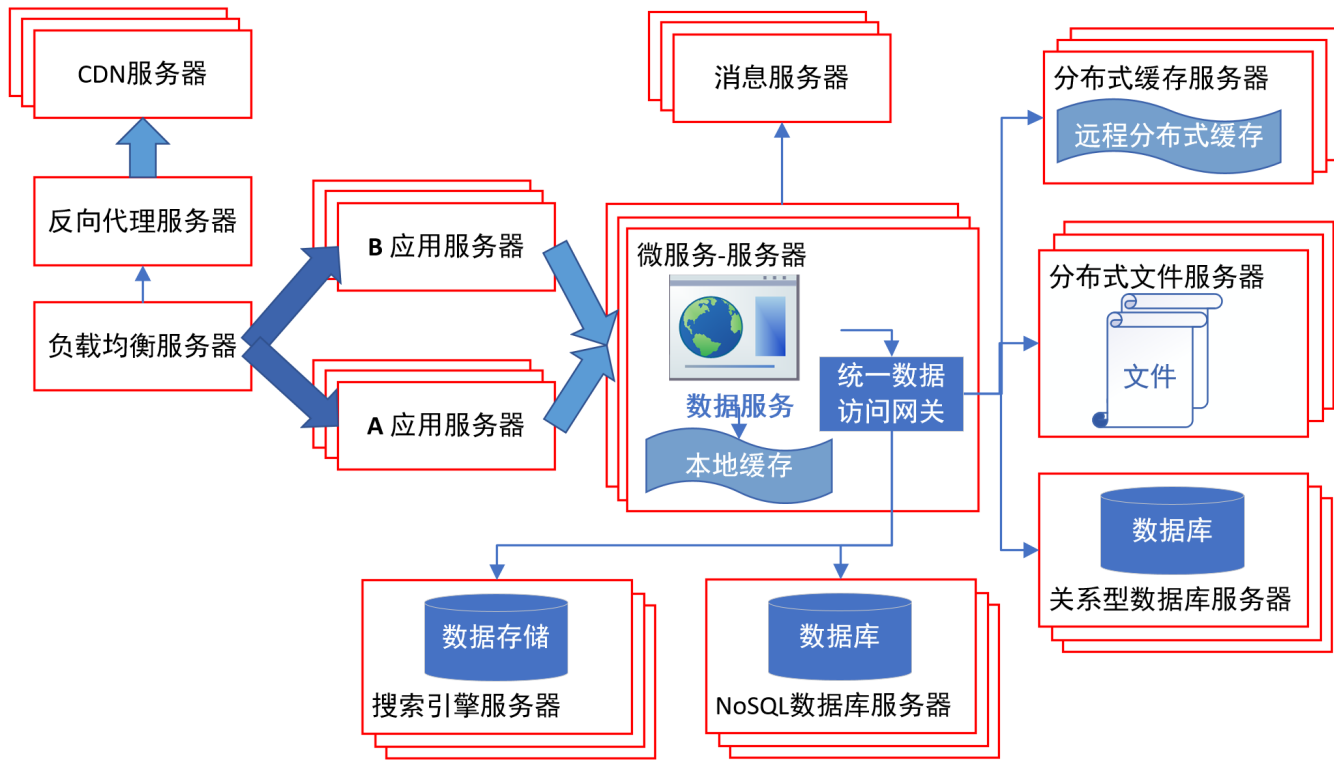 CDN服务器
反向代理服务器
负载均衡服务器
B 应用服务器
A 应用服务器
消息服务器
微服务-服务器
数据服务
本地缓存
统一数据
访问网关
分布式缓存服务器
远程分布式缓存
分布式文件服务器
文件
数据库
关系型数据库服务器
数据存储
搜索引擎服务器
数据库
NoSQL数据库服务器